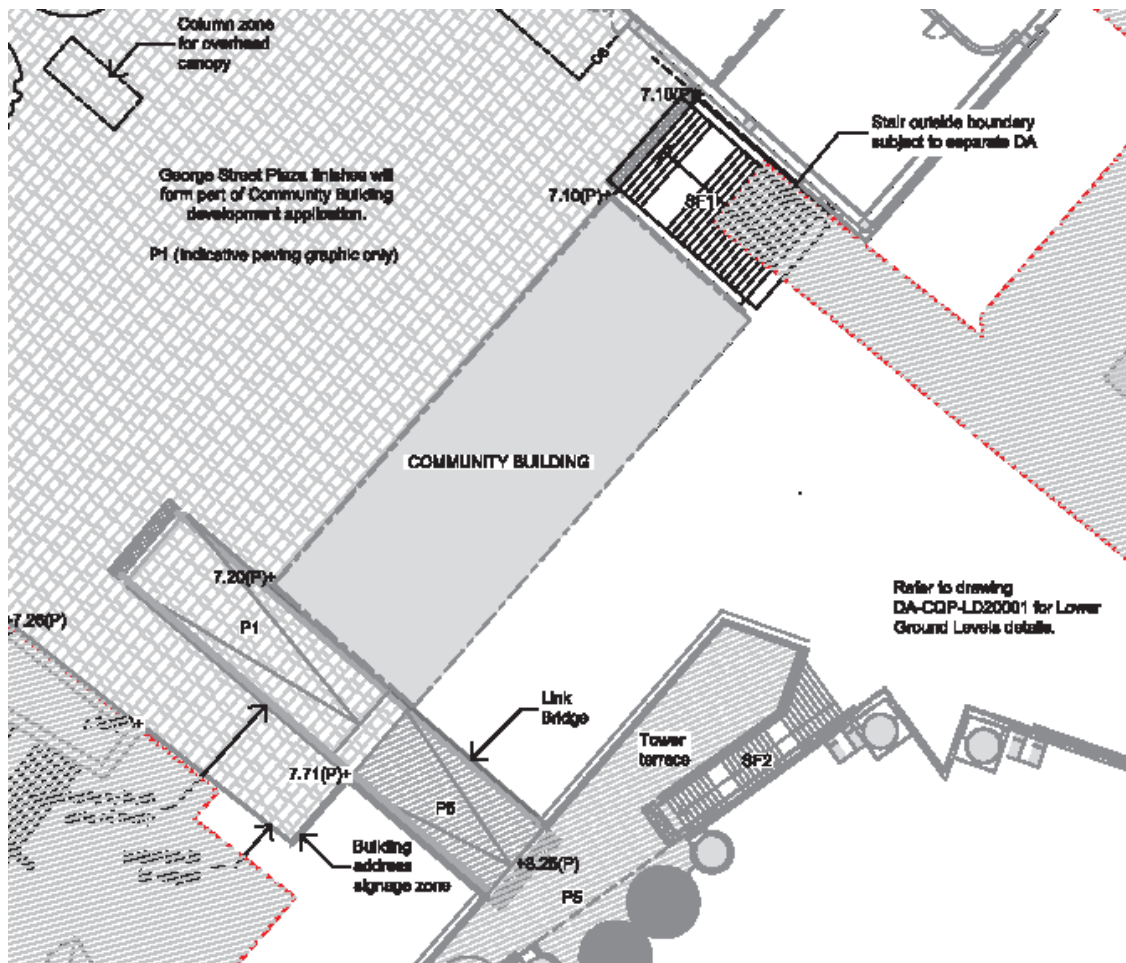 Column zone
for overhead
canopy
7.10(P)+
Stair outside boundary
subject to separate DA
George Street Plaza finishes will
form part of Community Building
development application.
P1 (indicative paving graphic only)
7.10(P)+
SF1
COMMUNITY BUILDING
7.20(P)+
P1
+7.26(P)
Refer to drawing
DA-CQP-LD20001 for Lower
Ground Levels details.
Link
Bridge
Tower
terrace
SF2
7.71(P)+
P5
Building
address
signage zone
+8.25(P)
P5